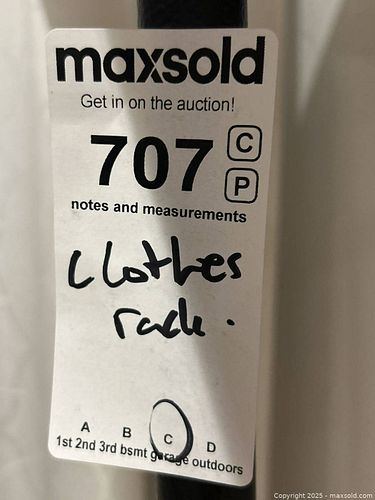 maxsold
Get in on the auction!
707 C
P
notes and measurements
clothes
rack.
A B C D
1st 2nd 3rd bsmt garage outdoors
Copyright 2025 - maxsold.com